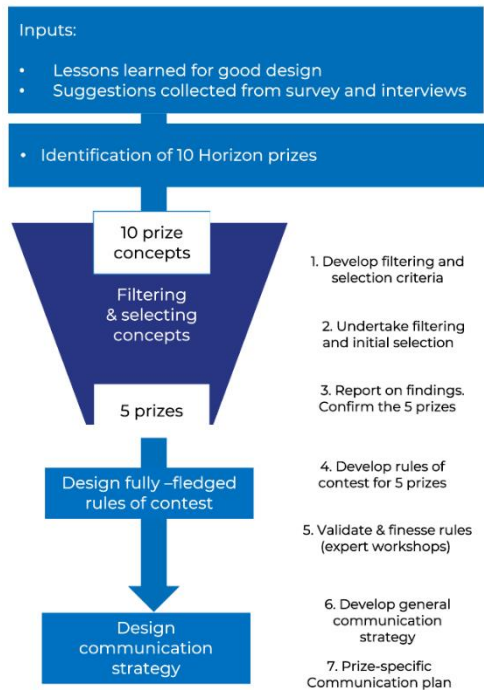 Inputs:
• Lessons learned for good design
• Suggestions collected from survey and interviews
• Identification of 10 Horizon prizes
10 prize
concepts
Filtering
& selecting
concepts
5 prizes
Design fully –fledged
rules of contest
Design
communication
strategy
1. Develop filtering and
selection criteria
2. Undertake filtering
and initial selection
3. Report on findings.
Confirm the 5 prizes
4. Develop rules of
contest for 5 prizes
5. Validate & finesse rules
(expert workshops)
6. Develop general
communication
strategy
7. Prize-specific
Communication plan